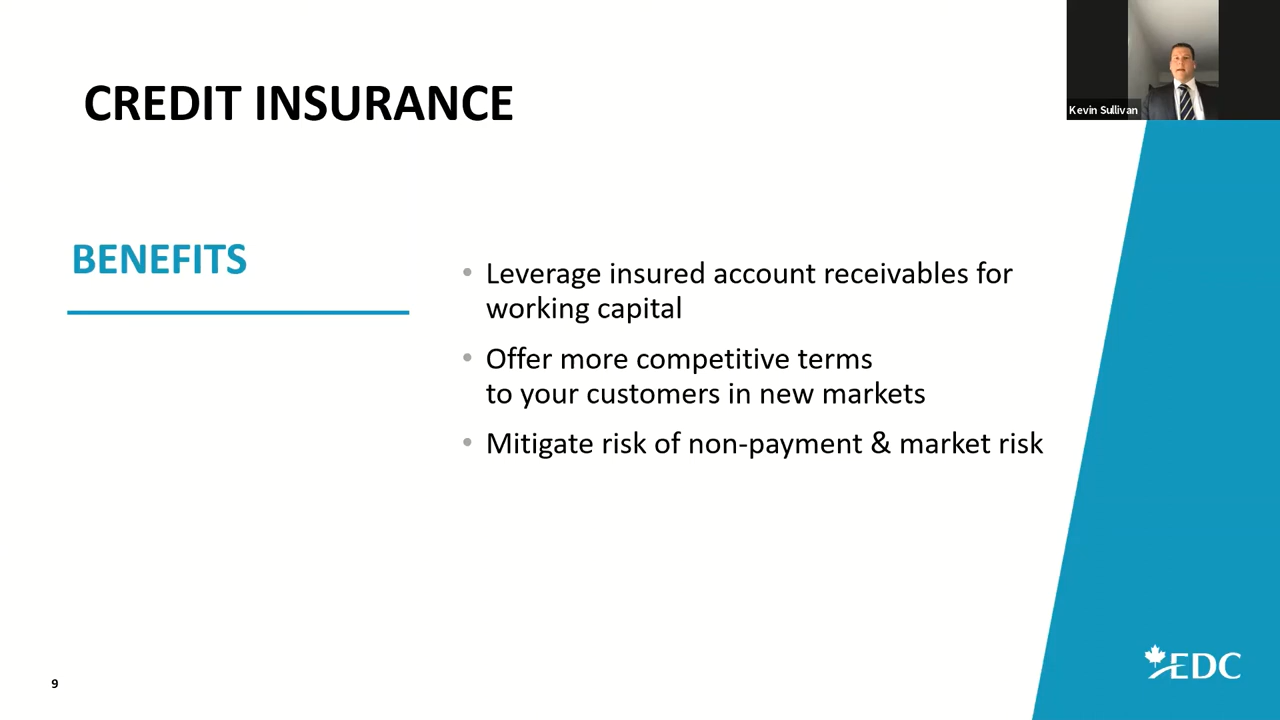 Kevin Sullivan
CREDIT INSURANCE
BENEFITS
• Leverage insured account receivables for
working capital
• Offer more competitive terms
to your customers in new markets
• Mitigate risk of non-payment & market risk
EDC
9